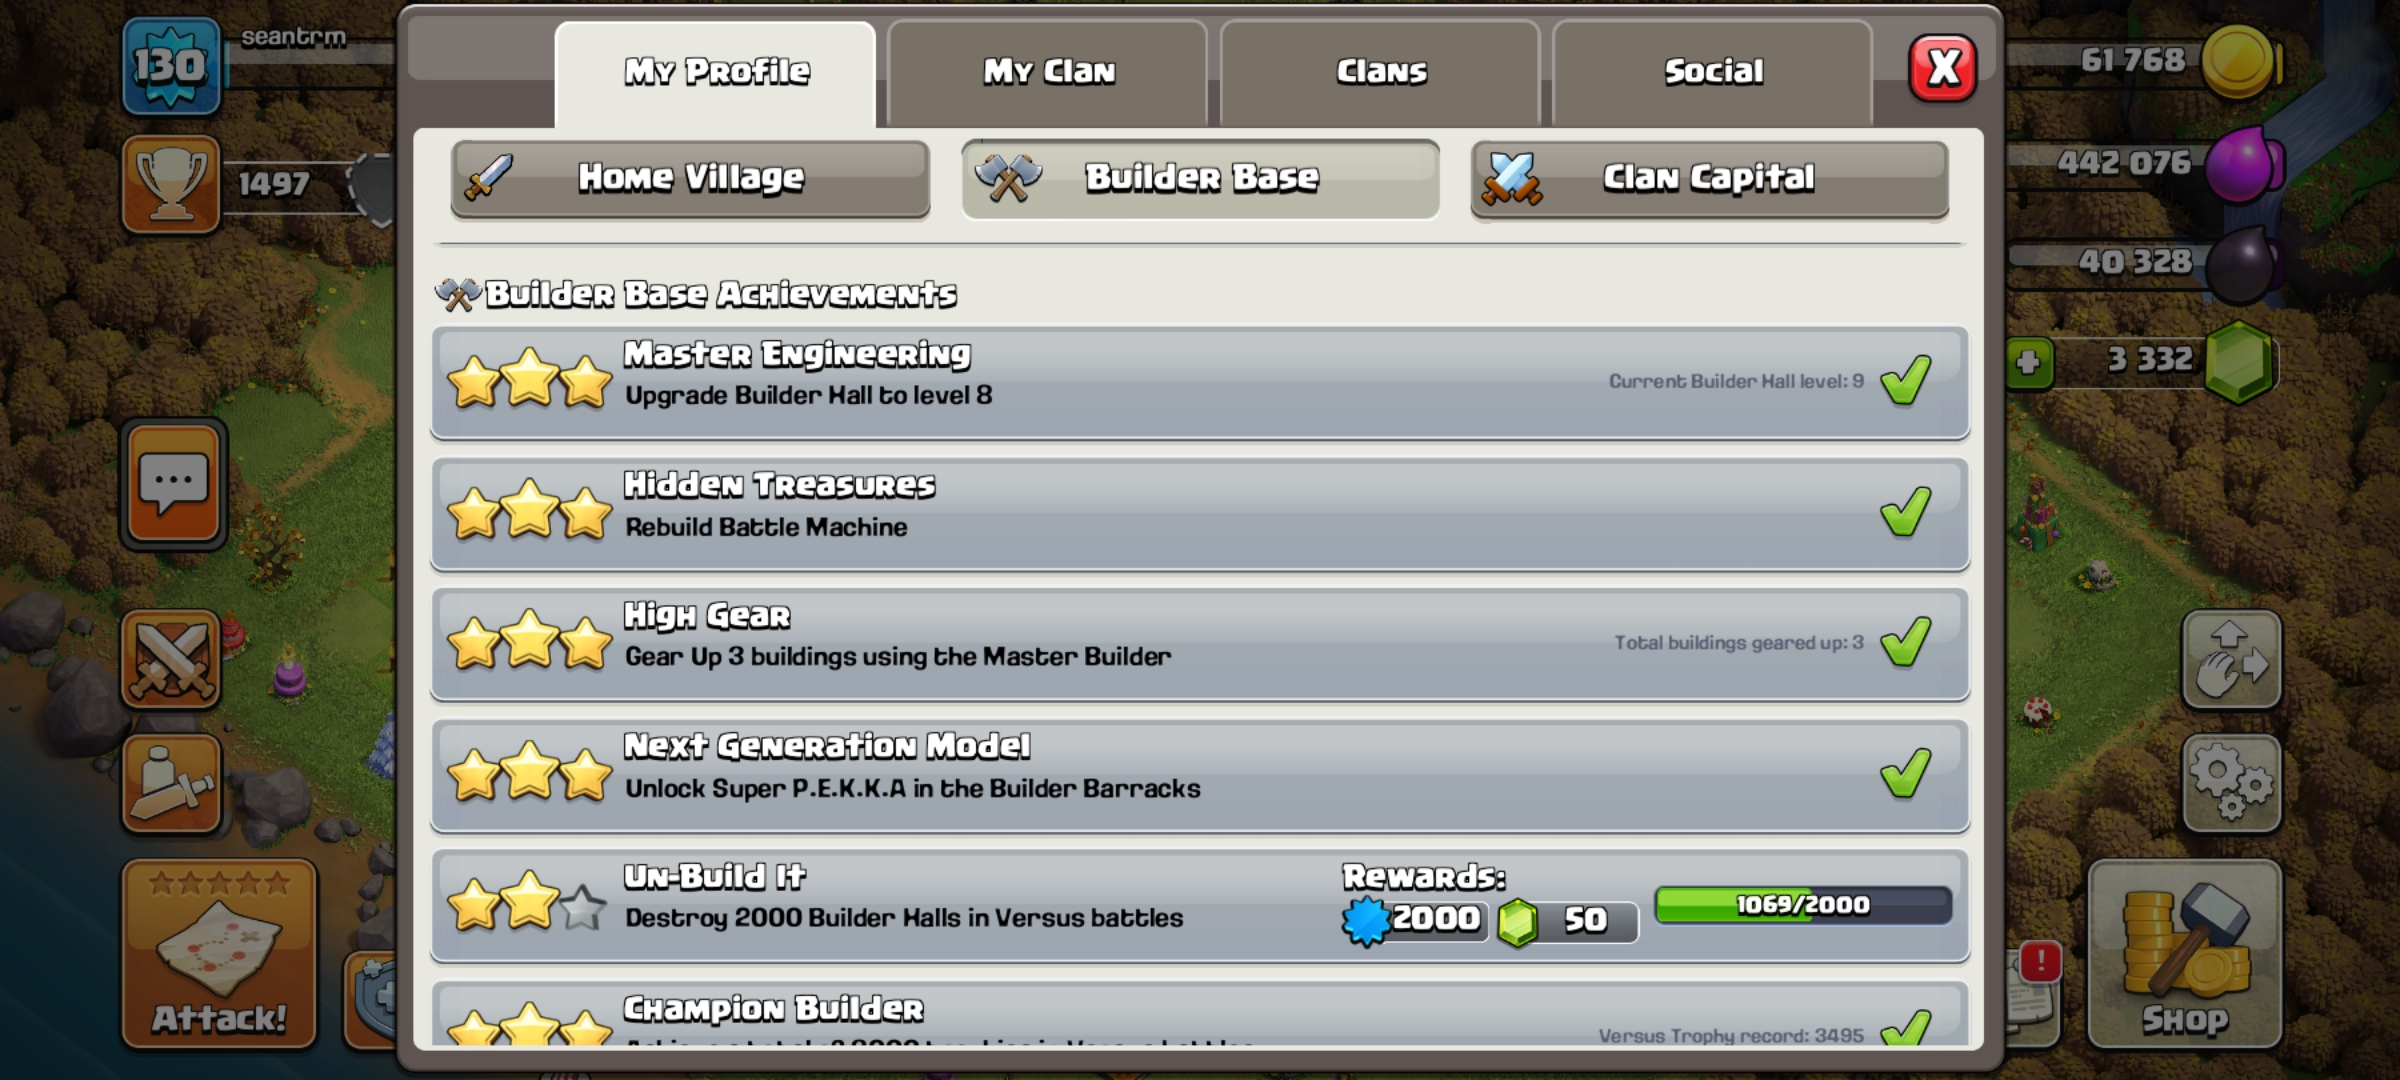 130
seantrm
My Profile
My Clan
Clans
Social
X
61 768
1497
Home Village
Builder Base
Clan Capital
442 076
40 328
Builder Base Achievements
3 332
Master Engineering
Upgrade Builder Hall to level 8
Current Builder Hall level: 9
Hidden Treasures
Rebuild Battle Machine
High Gear
Gear Up 3 buildings using the Master Builder
Total buildings geared up: 3
Next Generation Model
Unlock Super P.E.K.K.A in the Builder Barracks
Un-Build It
Destroy 2000 Builder Halls in Versus battles
Rewards:
2000
50
1069/2000
Champion Builder
Versus Trophy record: 3495
Attack!
!
Shop